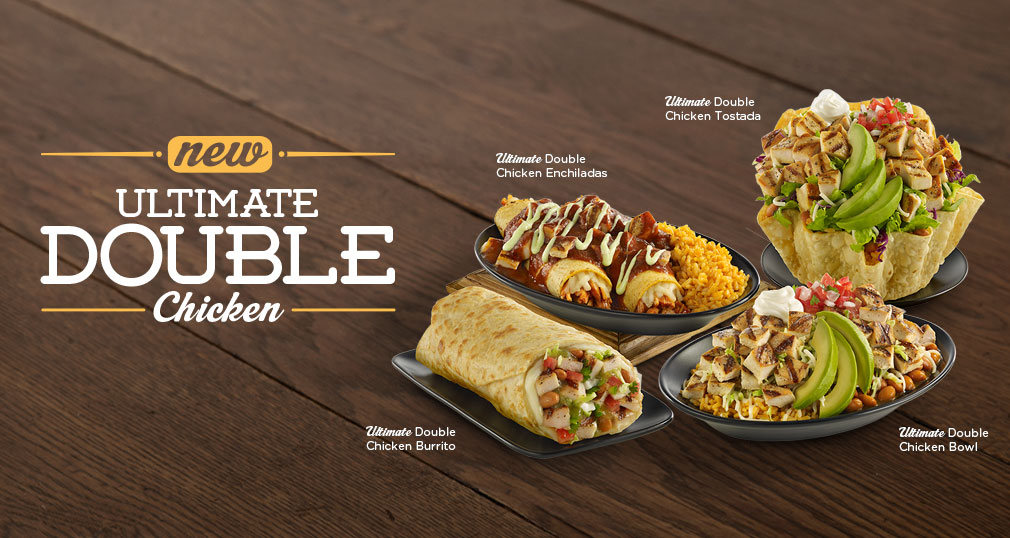 new
ULTIMATE
DOUBLE
Chicken
Ultimate Double
Chicken Enchiladas
Ultimate Double
Chicken Tostada
Ultimate Double
Chicken Burrito
Ultimate Double
Chicken Bowl